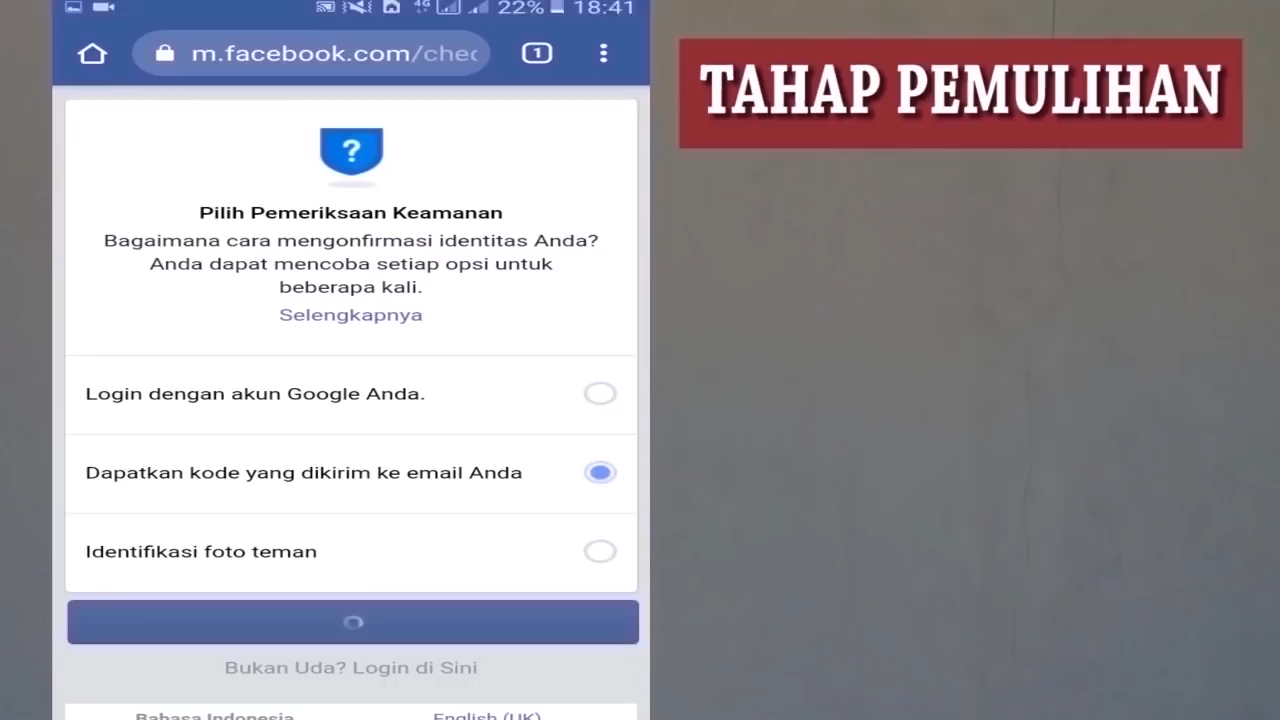 4G 22% 18:41
m.facebook.com/chec
1
TAHAP PEMULIHAN
?
Pilih Pemeriksaan Keamanan
Bagaimana cara mengonfirmasi identitas Anda?
Anda dapat mencoba setiap opsi untuk
beberapa kali.
Selengkapnya
Login dengan akun Google Anda.
Dapatkan kode yang dikirim ke email Anda
Identifikasi foto teman
Bukan Uda? Login di Sini
Bahasa Indonesia English (UK)